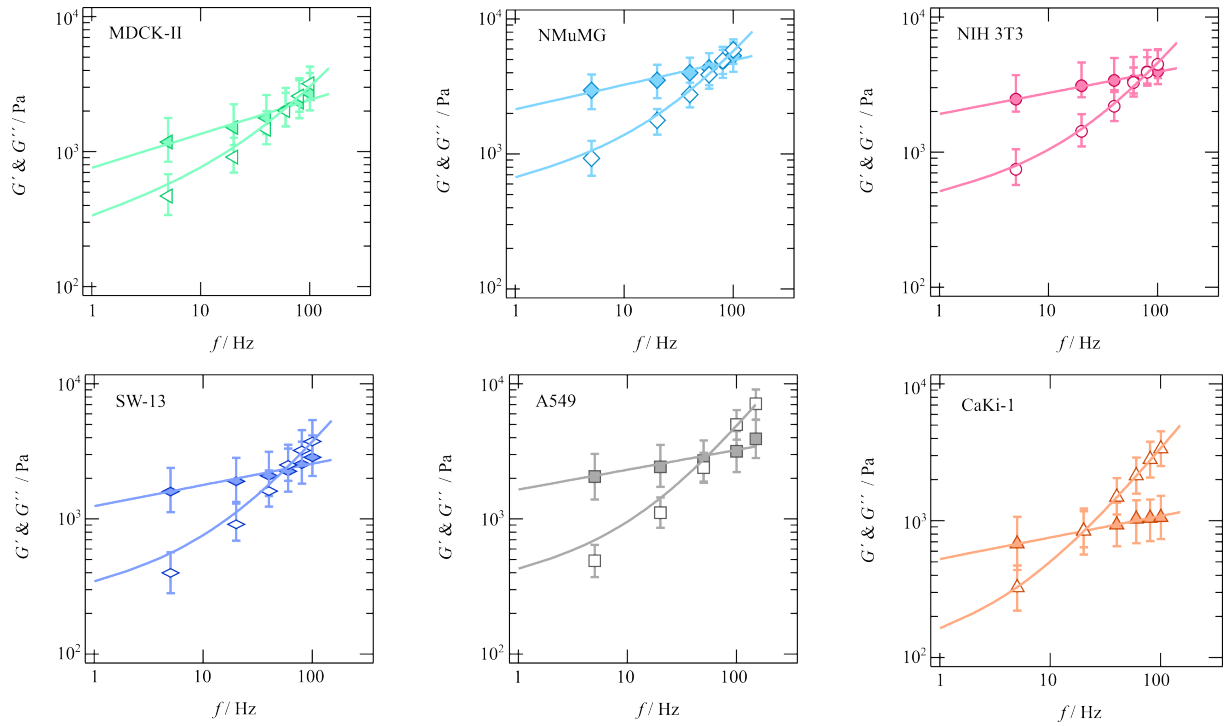 MDCK-II
10⁴
10³
10²
G′ & G′′ / Pa
1
10
100
f / Hz
NMuMG
10⁴
10³
10²
G′ & G′′ / Pa
1
10
100
f / Hz
NIH 3T3
10⁴
10³
10²
G′ & G′′ / Pa
1
10
100
f / Hz
SW-13
10⁴
10³
10²
G′ & G′′ / Pa
1
10
100
f / Hz
A549
10⁴
10³
10²
G′ & G′′ / Pa
1
10
100
f / Hz
CaKi-1
10⁴
10³
10²
G′ & G′′ / Pa
1
10
100
f / Hz